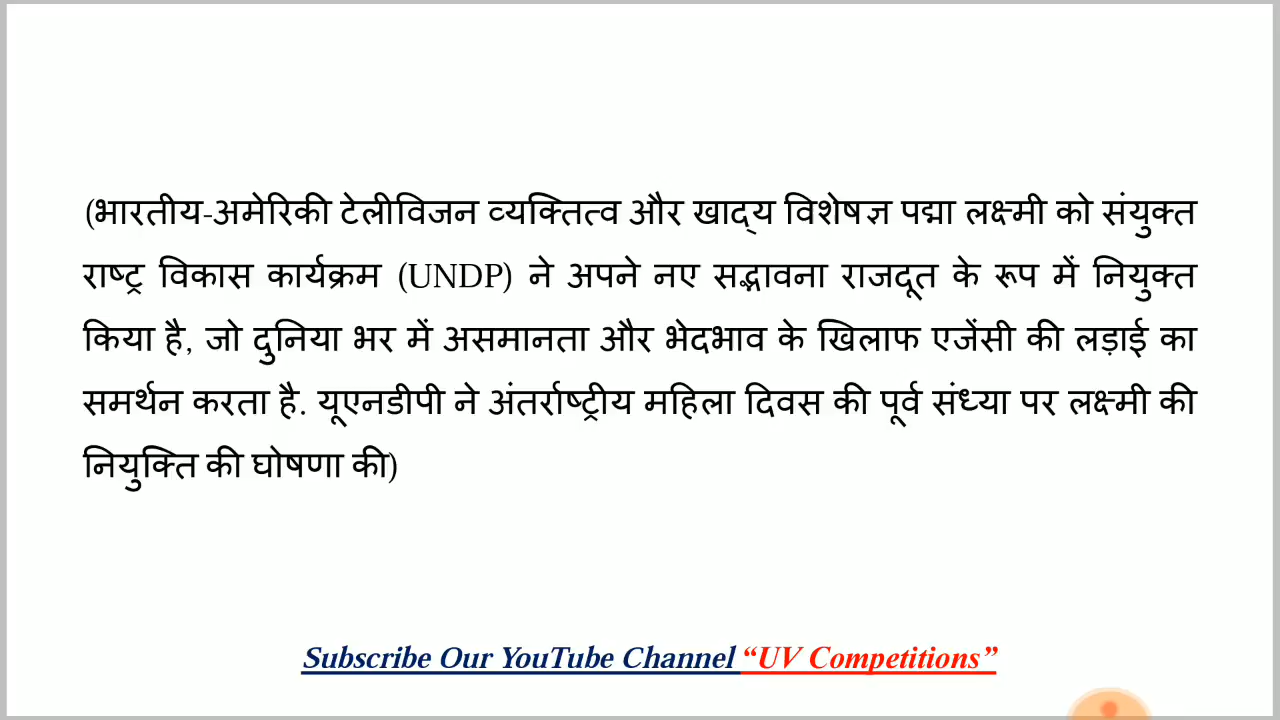 (भारतीय-अमेरिकी टेलीविजन व्यक्तित्व और खाद्य विशेषज्ञ पद्मा लक्ष्मी को संयुक्त
राष्ट्र विकास कार्यक्रम (UNDP) ने अपने नए सद्भावना राजदूत के रूप में नियुक्त
किया है, जो दुनिया भर में असमानता और भेदभाव के खिलाफ एजेंसी की लड़ाई का
समर्थन करता है. यूएनडीपी ने अंतर्राष्ट्रीय महिला दिवस की पूर्व संध्या पर लक्ष्मी की
नियुक्ति की घोषणा की)
Subscribe Our YouTube Channel “UV Competitions”